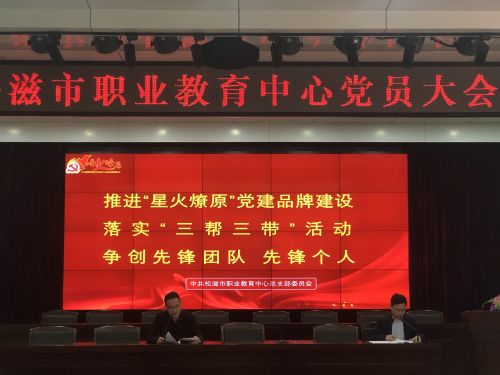 滋市职业教育中心党员大会
推进“星火燎原”党建品牌建设
落实“三帮三带”活动
争创先锋团队 先锋个人
中共松滋市职业教育中心总支部委员会